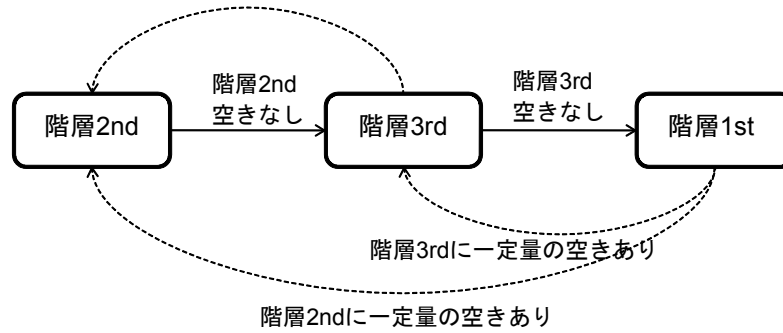 階層2nd
空きなし
階層3rd
空きなし
階層2nd
階層3rd
階層1st
階層3rdに一定量の空きあり
階層2ndに一定量の空きあり